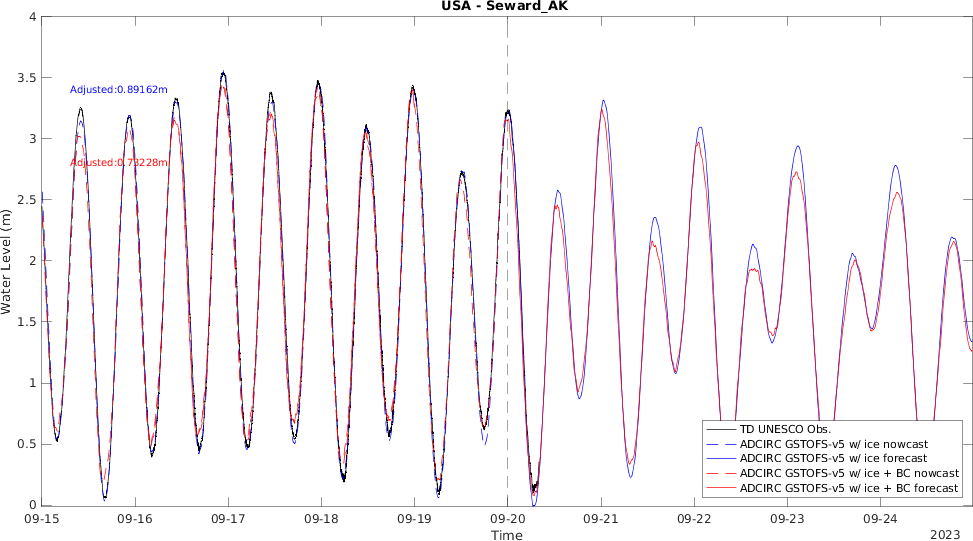 USA - Seward_AK
4
3.5
3
2.5
2
1.5
1
0.5
0
Water Level (m)
Adjusted:0.89162m
Adjusted:0.73228m
TD UNESCO Obs.
ADCIRC GSTOFS-v5 w/ ice nowcast
ADCIRC GSTOFS-v5 w/ ice forecast
ADCIRC GSTOFS-v5 w/ ice + BC nowcast
ADCIRC GSTOFS-v5 w/ ice + BC forecast
09-15 09-16 09-17 09-18 09-19 09-20 09-21 09-22 09-23 09-24
Time
2023